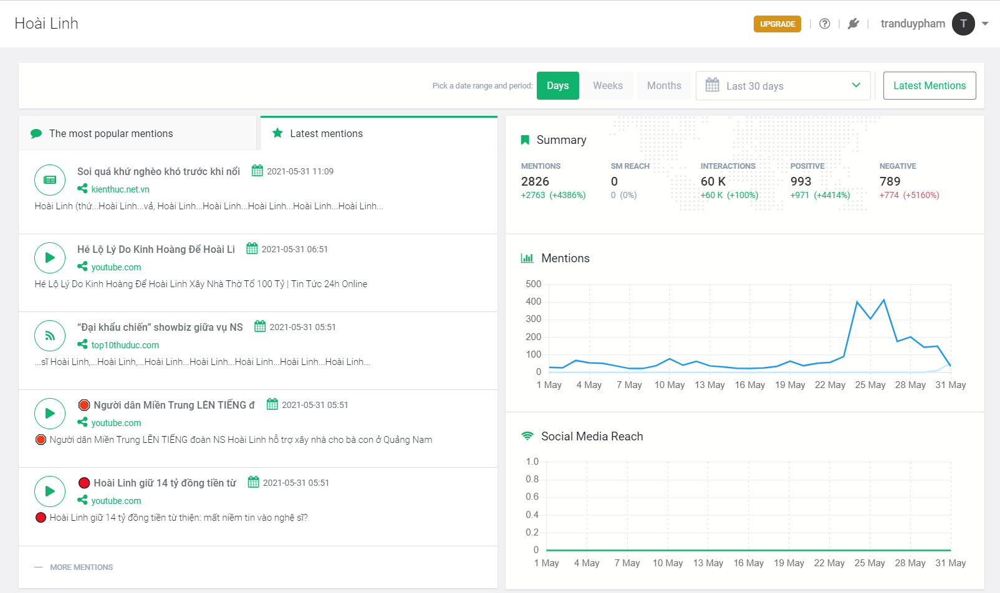 Hoài Linh
UPGRADE
tranduypham
T
Pick a date range and period:
Days
Weeks
Months
Last 30 days
Latest Mentions
The most popular mentions
Latest mentions
Soi quá khứ nghèo khó trước khi nổi 2021-05-31 11:09
kienthuc.net.vn
Hoài Linh (thứ...Hoài Linh...vả, Hoài Linh...Hoài Linh...Hoài Linh...Hoài Linh...Hoài Linh...
Hé Lộ Lý Do Kinh Hoàng Để Hoài Li 2021-05-31 06:51
youtube.com
Hé Lộ Lý Do Kinh Hoàng Để Hoài Linh Xây Nhà Thờ Tổ 100 Tỷ | Tin Tức 24h Online
“Đại khẩu chiến” showbiz giữa vụ NS 2021-05-31 05:51
top10thuduc.com
...sĩ Hoài Linh,...Hoài Linh,...Hoài Linh...Hoài Linh...Hoài Linh...Hoài Linh...Hoài Linh...
Người dân Miền Trung LÊN TIẾNG đ 2021-05-31 05:51
youtube.com
Người dân Miền Trung LÊN TIẾNG đoàn NS Hoài Linh hỗ trợ xây nhà cho bà con ở Quảng Nam
Hoài Linh giữ 14 tỷ đồng tiền từ 2021-05-31 05:51
youtube.com
Hoài Linh giữ 14 tỷ đồng tiền từ thiện: mất niềm tin vào nghệ sĩ?
MORE MENTIONS
Summary
MENTIONS SM REACH INTERACTIONS POSITIVE NEGATIVE
2826 0 60 K 993 789
+2763 (+4386%) 0 (0%) +60 K (+100%) +971 (+4414%) +774 (+5160%)
Mentions
500
400
300
200
100
0
1 May 4 May 7 May 10 May 13 May 16 May 19 May 22 May 25 May 28 May 31 May
Social Media Reach
1.0
0.8
0.6
0.4
0.2
0
1 May 4 May 7 May 10 May 13 May 16 May 19 May 22 May 25 May 28 May 31 May